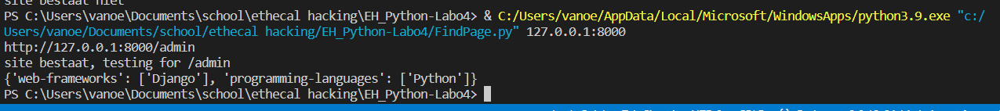 site bestaat niet
PS C:\Users\vanoe\Documents\school\ethecal hacking\EH_Python-Labo4> & C:/Users/vanoe/AppData/Local/Microsoft/WindowsApps/python3.9.exe "c:/
Users/vanoe/Documents/school/ethecal hacking/EH_Python-Labo4/FindPage.py" 127.0.0.1:8000
http://127.0.0.1:8000/admin
site bestaat, testing for /admin
{'web-frameworks': ['Django'], 'programming-languages': ['Python']}
PS C:\Users\vanoe\Documents\school\ethecal hacking\EH_Python-Labo4>